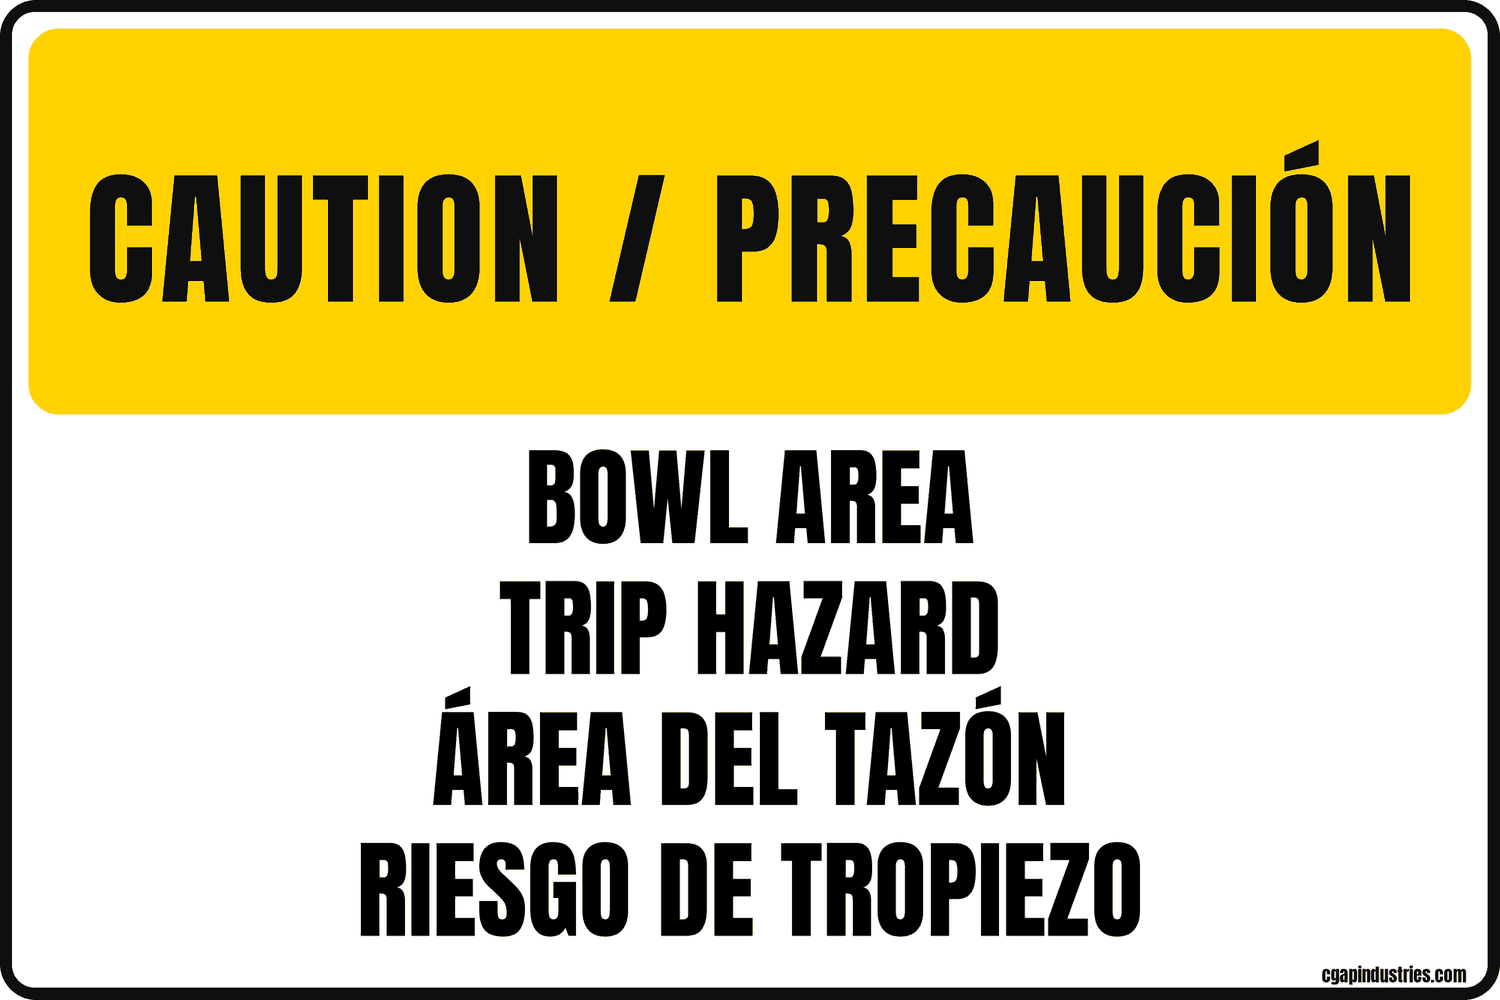 CAUTION / PRECAUCIÓN
BOWL AREA
TRIP HAZARD
ÁREA DEL TAZÓN
RIESGO DE TROPIEZO
cgapindustries.com